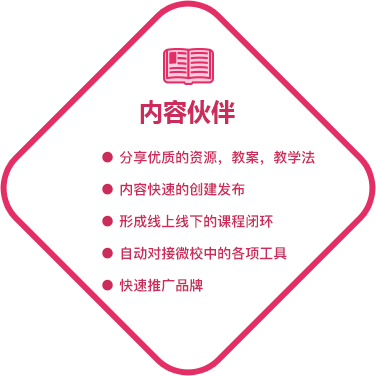 内容伙伴
● 分享优质的资源，教案，教学法
● 内容快速的创建发布
● 形成线上线下的课程闭环
● 自动对接微校中的各项工具
● 快速推广品牌